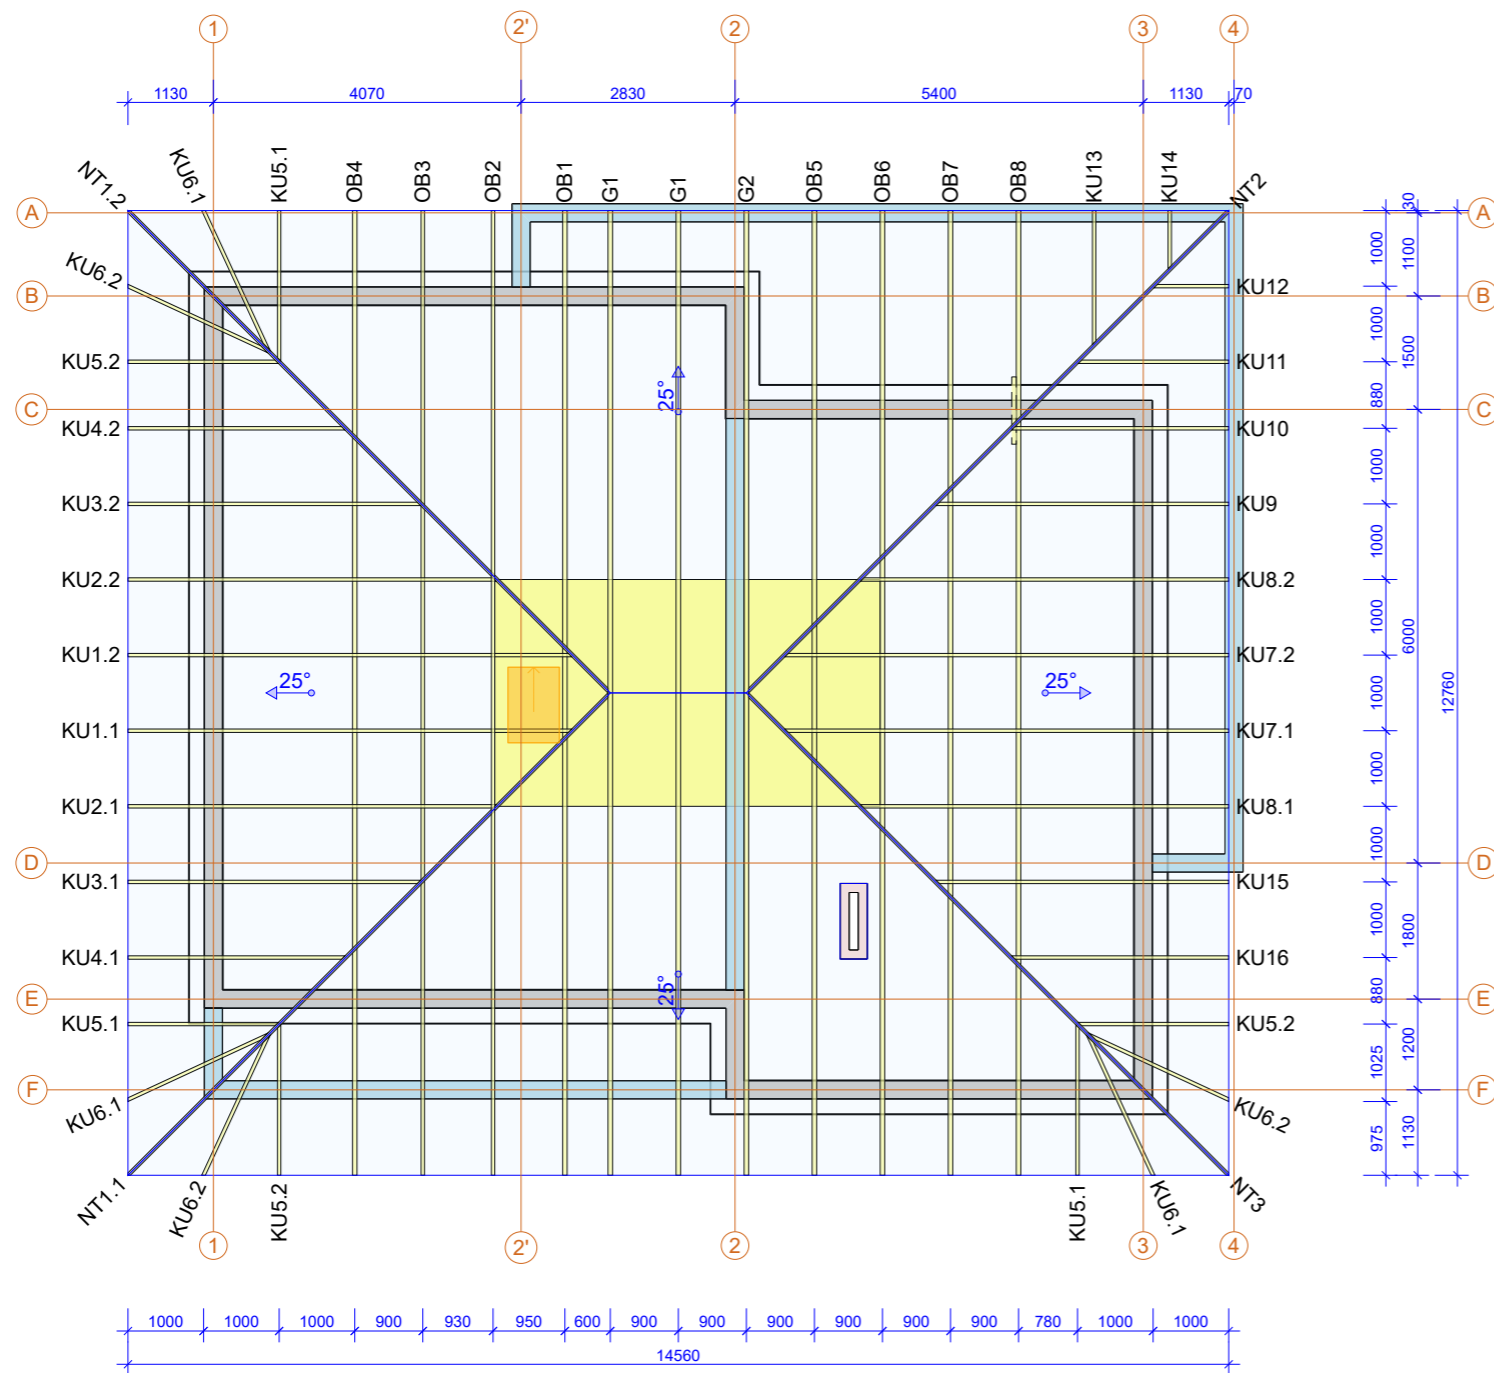 1 2' 2 3 4
1130 4070 2830 5400 1130 70
NT1.2 KU6.1 KU5.1 OB4 OB3 OB2 OB1 G1 G1 G2 OB5 OB6 OB7 OB8 KU13 KU14 NT2
A A
30
1000 1100
KU6.2 KU12
B B
1000 1500
KU5.2 KU11
25°
880
C C
KU4.2 KU10
1000
KU3.2 KU9
1000
KU2.2 KU8.2
1000 6000
KU1.2 KU7.2
25° 25°
1000 12760
KU1.1 KU7.1
1000
KU2.1 KU8.1
1000
D D
KU3.1 KU15
1000 1800
KU4.1 KU16
25°
880
E E
KU5.1 KU5.2
1025 1200
F F
KU6.1 KU6.2
975 1130
NT1.1 KU6.2 KU5.2 KU5.1 KU6.1 NT3
1 2' 2 3 4
1000 1000 1000 900 930 950 600 900 900 900 900 900 900 780 1000 1000
14560